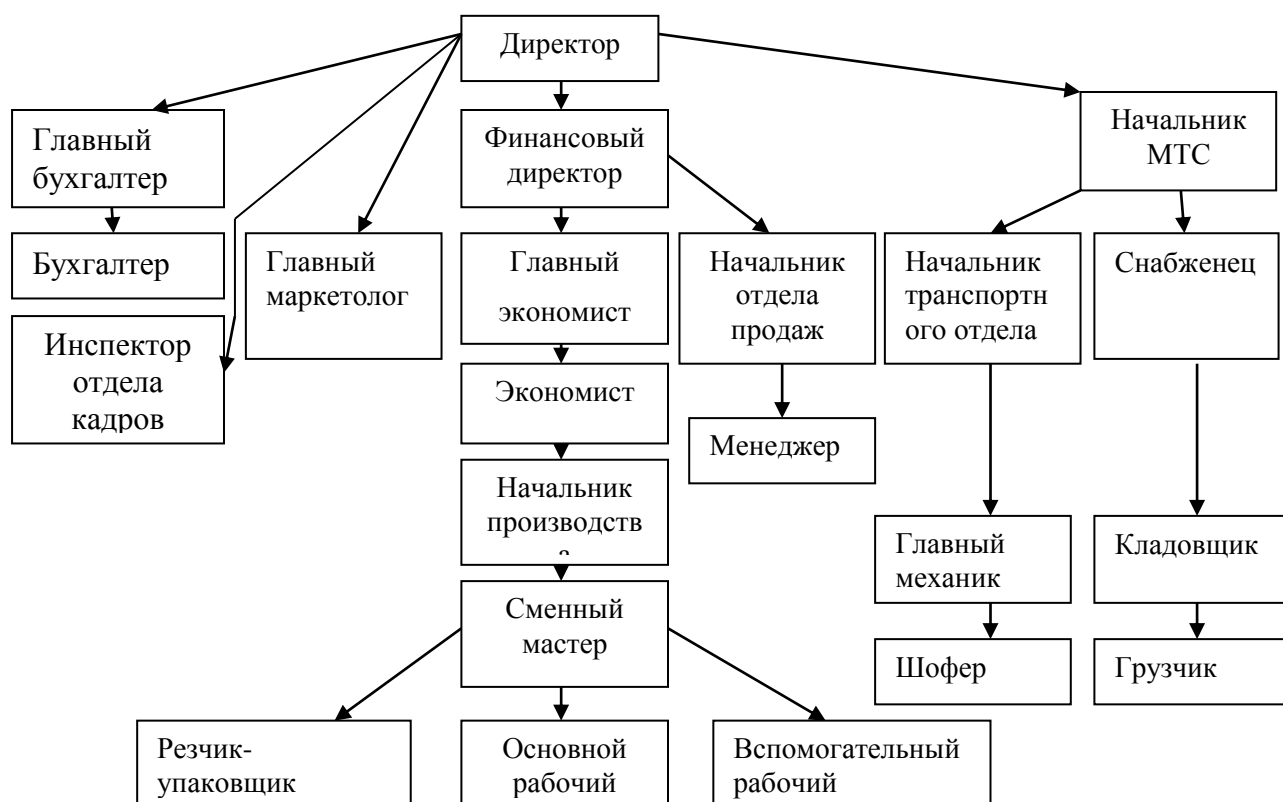 Директор
Главный
бухгалтер
Финансовый
директор
Начальник
МТС
Бухгалтер
Главный
маркетолог
Главный
экономист
Начальник
отдела
продаж
Начальник
транспортн
ого отдела
Снабженец
Инспектор
отдела
кадров
Экономист
Менеджер
Начальник
производств
а
Главный
механик
Кладовщик
Сменный
мастер
Шофер
Грузчик
Резчик-
упаковщик
Основной
рабочий
Вспомогательный
рабочий